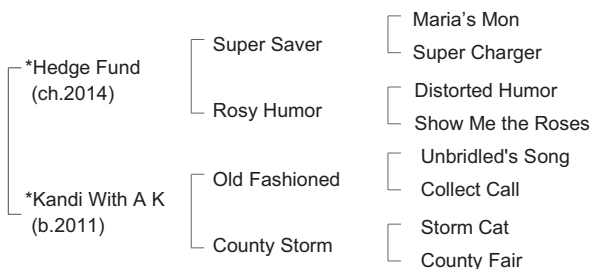 Maria’s Mon
Super Saver
Super Charger
*Hedge Fund
(ch.2014)
Distorted Humor
Rosy Humor
Show Me the Roses
Unbridled's Song
Old Fashioned
Collect Call
*Kandi With A K
(b.2011)
Storm Cat
County Storm
County Fair